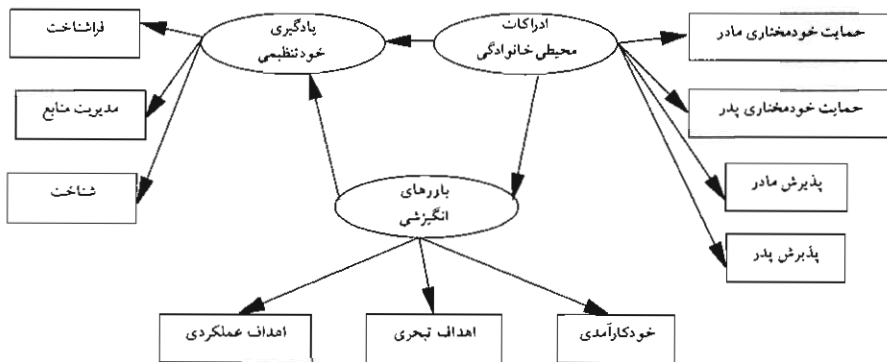 حمایت خودمختاری مادر
حمایت خودمختاری پدر
پذیرش مادر
پذیرش پدر
ادراکات
محیطی خانوادگی
یادگیری
خودتنظیمی
فراشناخت
مدیریت منابع
شناخت
باورهای
انگیزشی
خودکارآمدی
اهداف تبحری
اهداف عملکردی